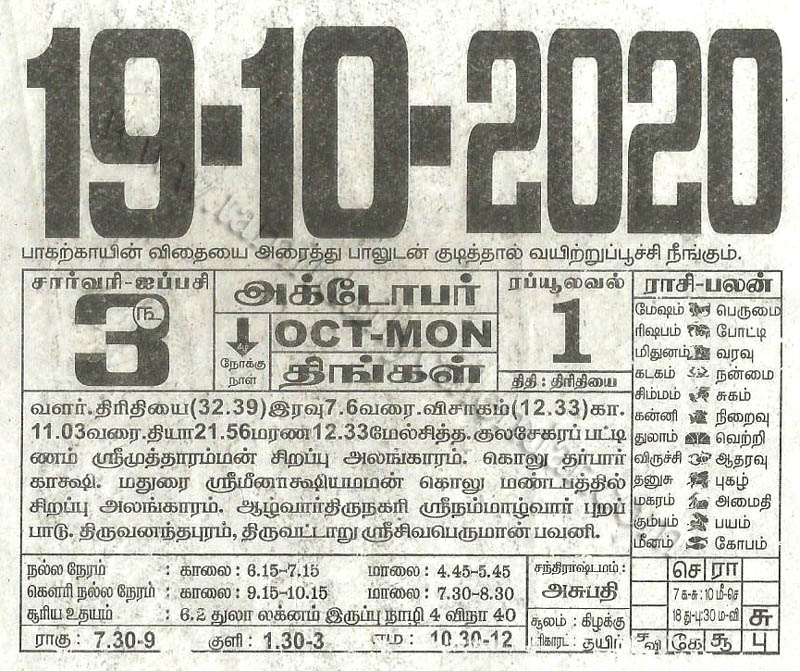 19-10-2020
பாகற்காயின் விதையை அரைத்து பாலுடன் குடித்தால் வயிற்றுப்பூச்சி நீங்கும்.
சார்வரி-ஐப்பசி
3
௩
அக்டோபர்
கீழ்
நோக்கு
நாள்
OCT-MON
திங்கள்
ரப்யூலவல்
1
திதி : திரிதியை
ராசி-பலன்
மேஷம் பெருமை
ரிஷபம் போட்டி
மிதுனம் வரவு
கடகம் நன்மை
சிம்மம் சுகம்
கன்னி நிறைவு
துலாம் வெற்றி
விருச்சி ஆதரவு
தனுசு புகழ்
மகரம் அமைதி
கும்பம் பயம்
மீனம் கோபம்
வளர்.திரிதியை(32.39)இரவு7.6வரை.விசாகம்(12.33)கா.
11.03வரை.தியா21.56மரண12.33மேல்சித்த.குலசேகரப் பட்டி
ணம் ஸ்ரீமுத்தாரம்மன் சிறப்பு அலங்காரம். கொலு தர்பார்
காக்ஷி. மதுரை ஸ்ரீமீனாக்ஷியம்மன் கொலு மண்டபத்தில்
சிறப்பு அலங்காரம். ஆழ்வார்திருநகரி ஸ்ரீநம்மாழ்வார் புறப்
பாடு. திருவனந்தபுரம், திருவட்டாறு ஸ்ரீசிவபெருமான் பவனி.
நல்ல நேரம் : காலை: 6.15-7.15 மாலை : 4.45-5.45
கௌரி நல்ல நேரம் : காலை : 9.15-10.15 மாலை : 7.30-8.30
சூரிய உதயம் : 6.2 துலா லக்னம் இருப்பு நாழி 4 விநா 40
ராகு : 7.30-9 குளி : 1.30-3 எம : 10.30-12
சந்திராஷ்டமம் :
அசுபதி
சூலம் : கிழக்கு
பரிகாரம் : தயிர்
செ ரா
7 க-சு : 10 மீ-செ
18 து-பு : 30 ம-வி சு
வி கே சூ பு